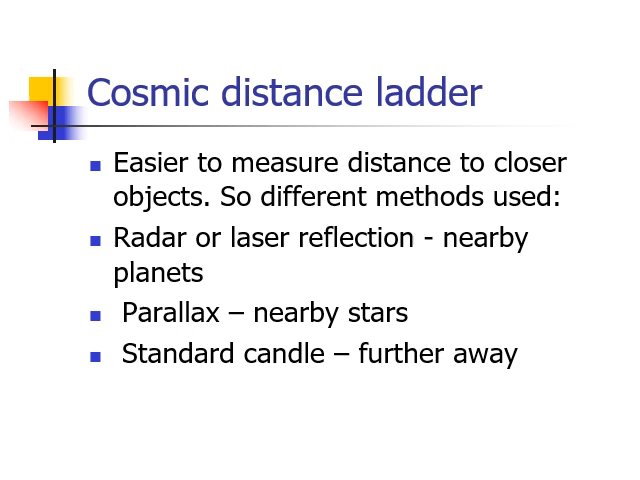 Cosmic distance ladder
Easier to measure distance to closer
objects. So different methods used:
Radar or laser reflection - nearby
planets
Parallax – nearby stars
Standard candle – further away